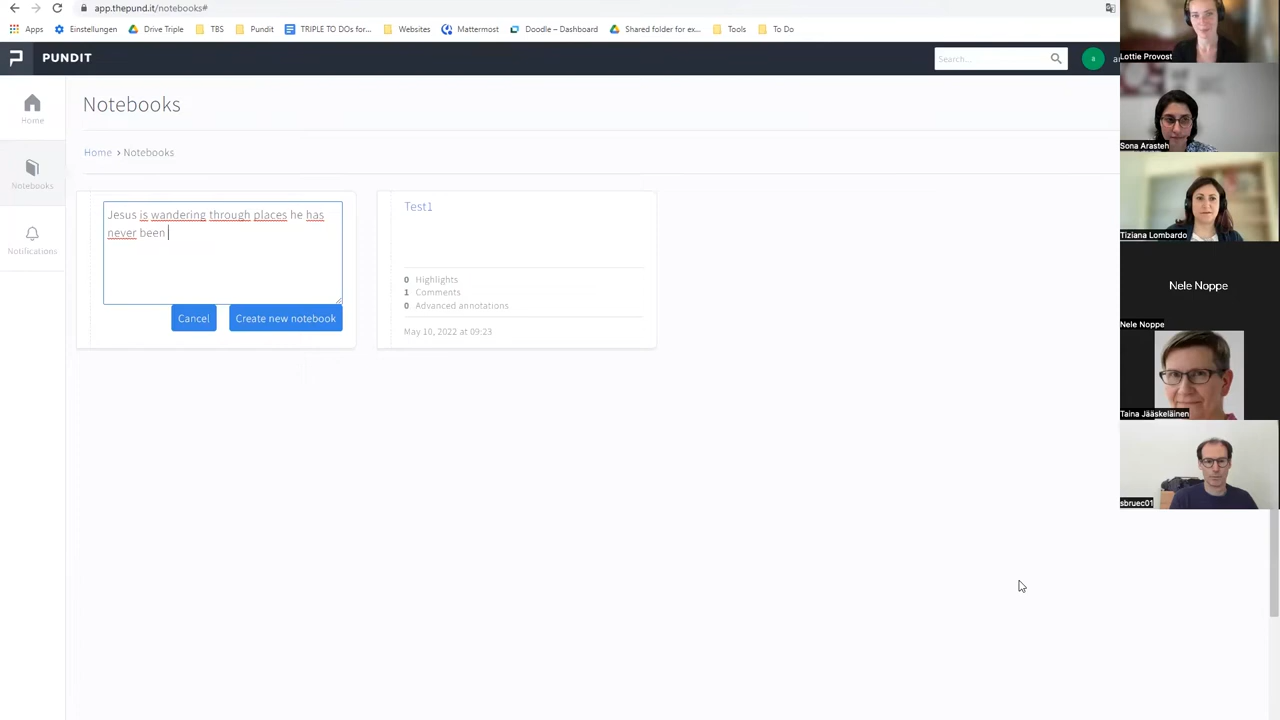 app.thepund.it/notebooks#
Apps
Einstellungen
Drive Triple
TBS
Pundit
TRIPLE TO DOs for...
Websites
Mattermost
Doodle – Dashboard
Shared folder for ex...
Tools
To Do
PUNDIT
Search...
Home
Notebooks
Notifications
Notebooks
Home > Notebooks
Jesus is wandering through places he has
never been
Cancel
Create new notebook
Test1
0 Highlights
1 Comments
0 Advanced annotations
May 10, 2022 at 09:23
Lottie Provost
Sona Arasteh
Tiziana Lombardo
Nele Noppe
Nele Noppe
Taina Jääskeläinen
sbruec01